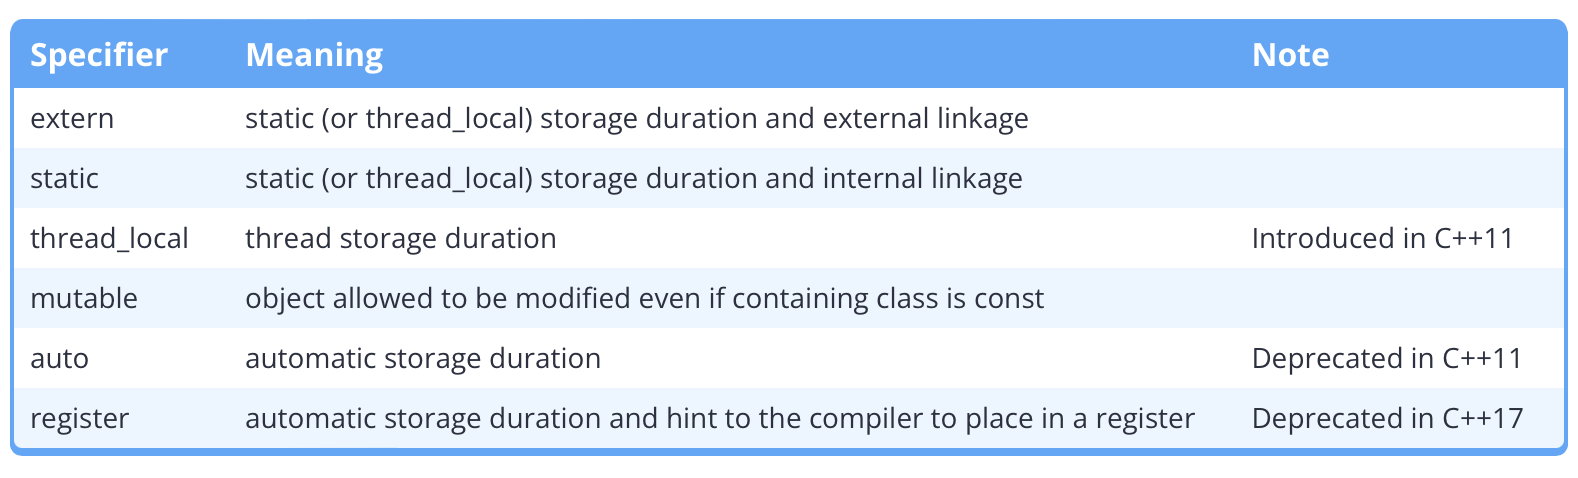 Specifier Meaning Note
extern static (or thread_local) storage duration and external linkage
static static (or thread_local) storage duration and internal linkage
thread_local thread storage duration Introduced in C++11
mutable object allowed to be modified even if containing class is const
auto automatic storage duration Deprecated in C++11
register automatic storage duration and hint to the compiler to place in a register Deprecated in C++17